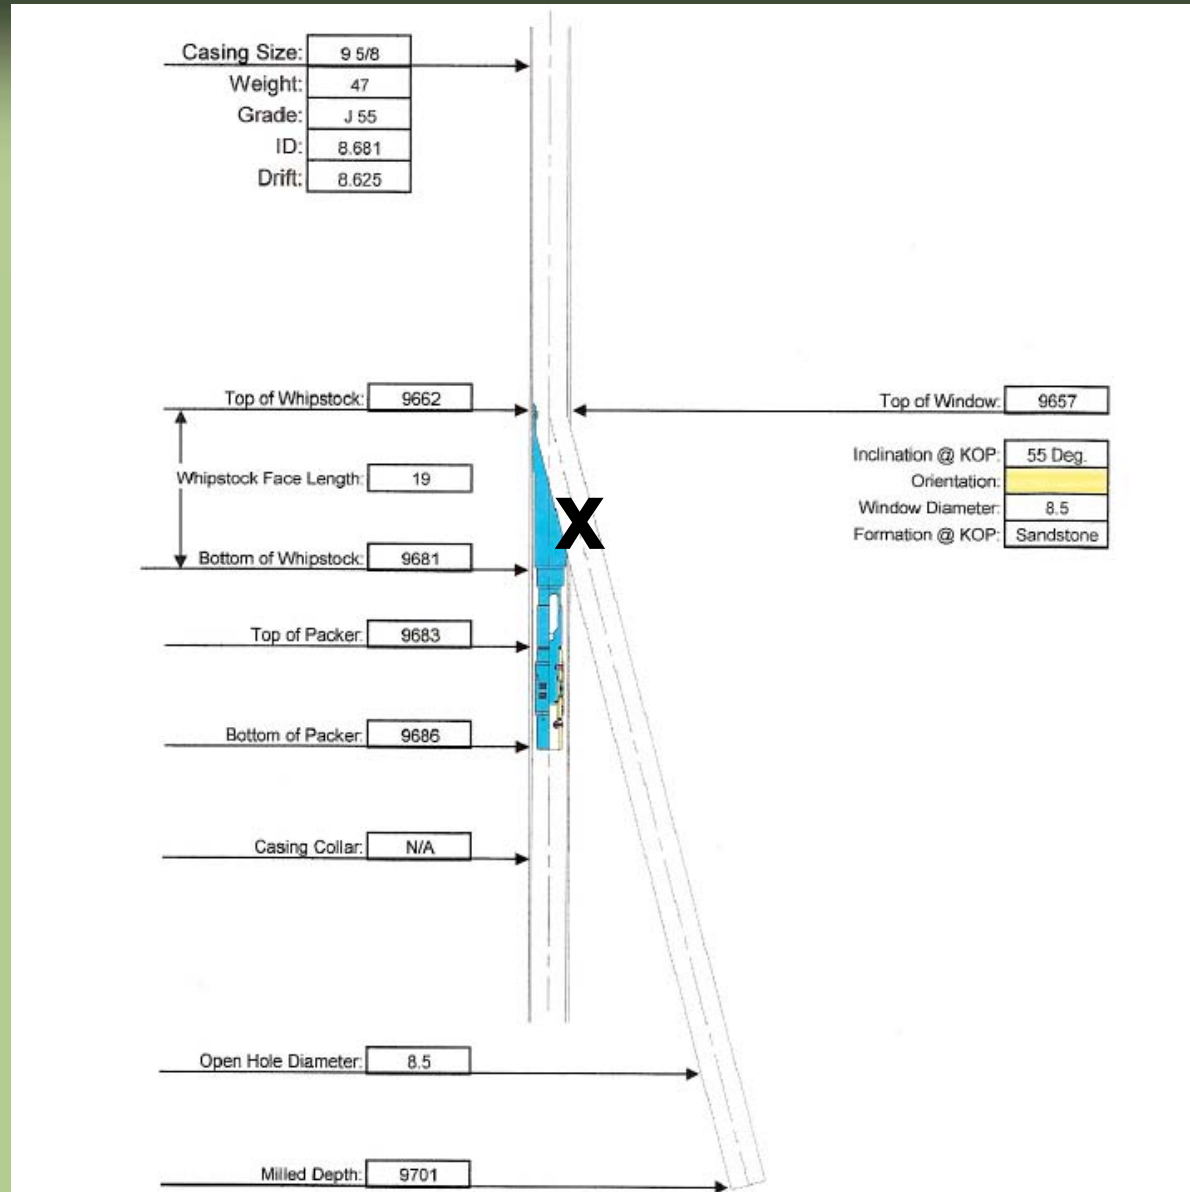 Casing Size: 9 5/8
Weight: 47
Grade: J 55
ID: 8.681
Drift: 8.625
Top of Whipstock: 9662
Top of Window: 9657
Inclination @ KOP: 55 Deg.
Whipstock Face Length: 19
Orientation:
Window Diameter: 8.5
X
Formation @ KOP: Sandstone
Bottom of Whipstock: 9681
Top of Packer: 9683
Bottom of Packer: 9686
Casing Collar: N/A
Open Hole Diameter: 8.5
Milled Depth: 9701